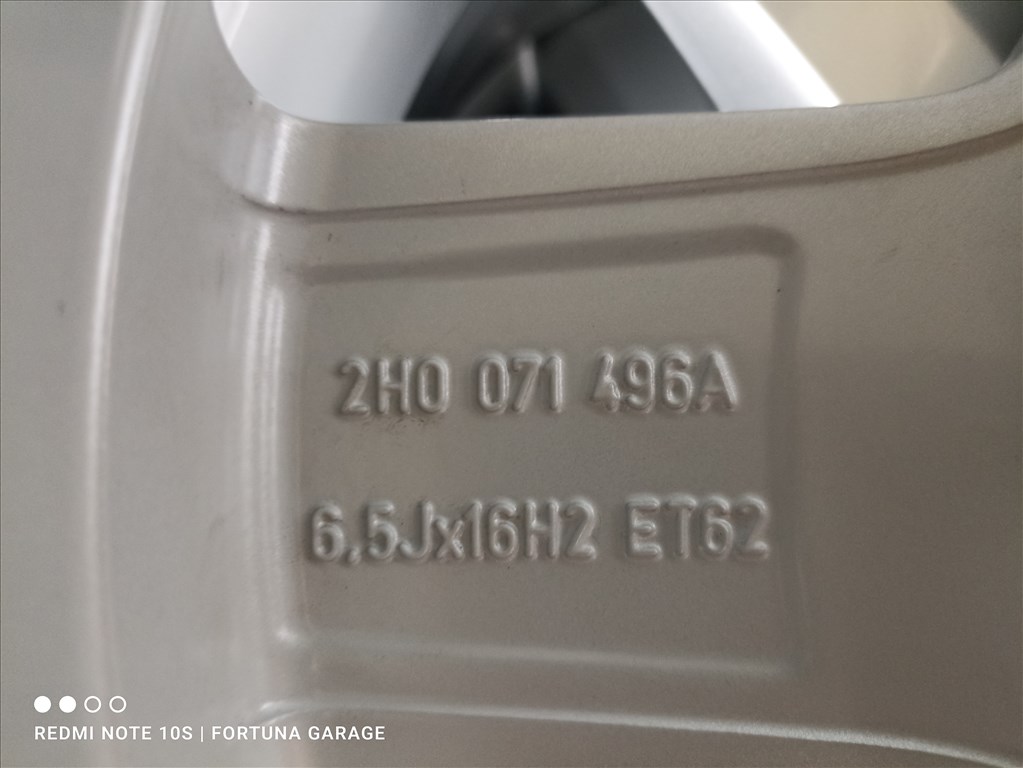 2H0 071 496A
6,5Jx16H2 ET62
REDMI NOTE 10S | FORTUNA GARAGE